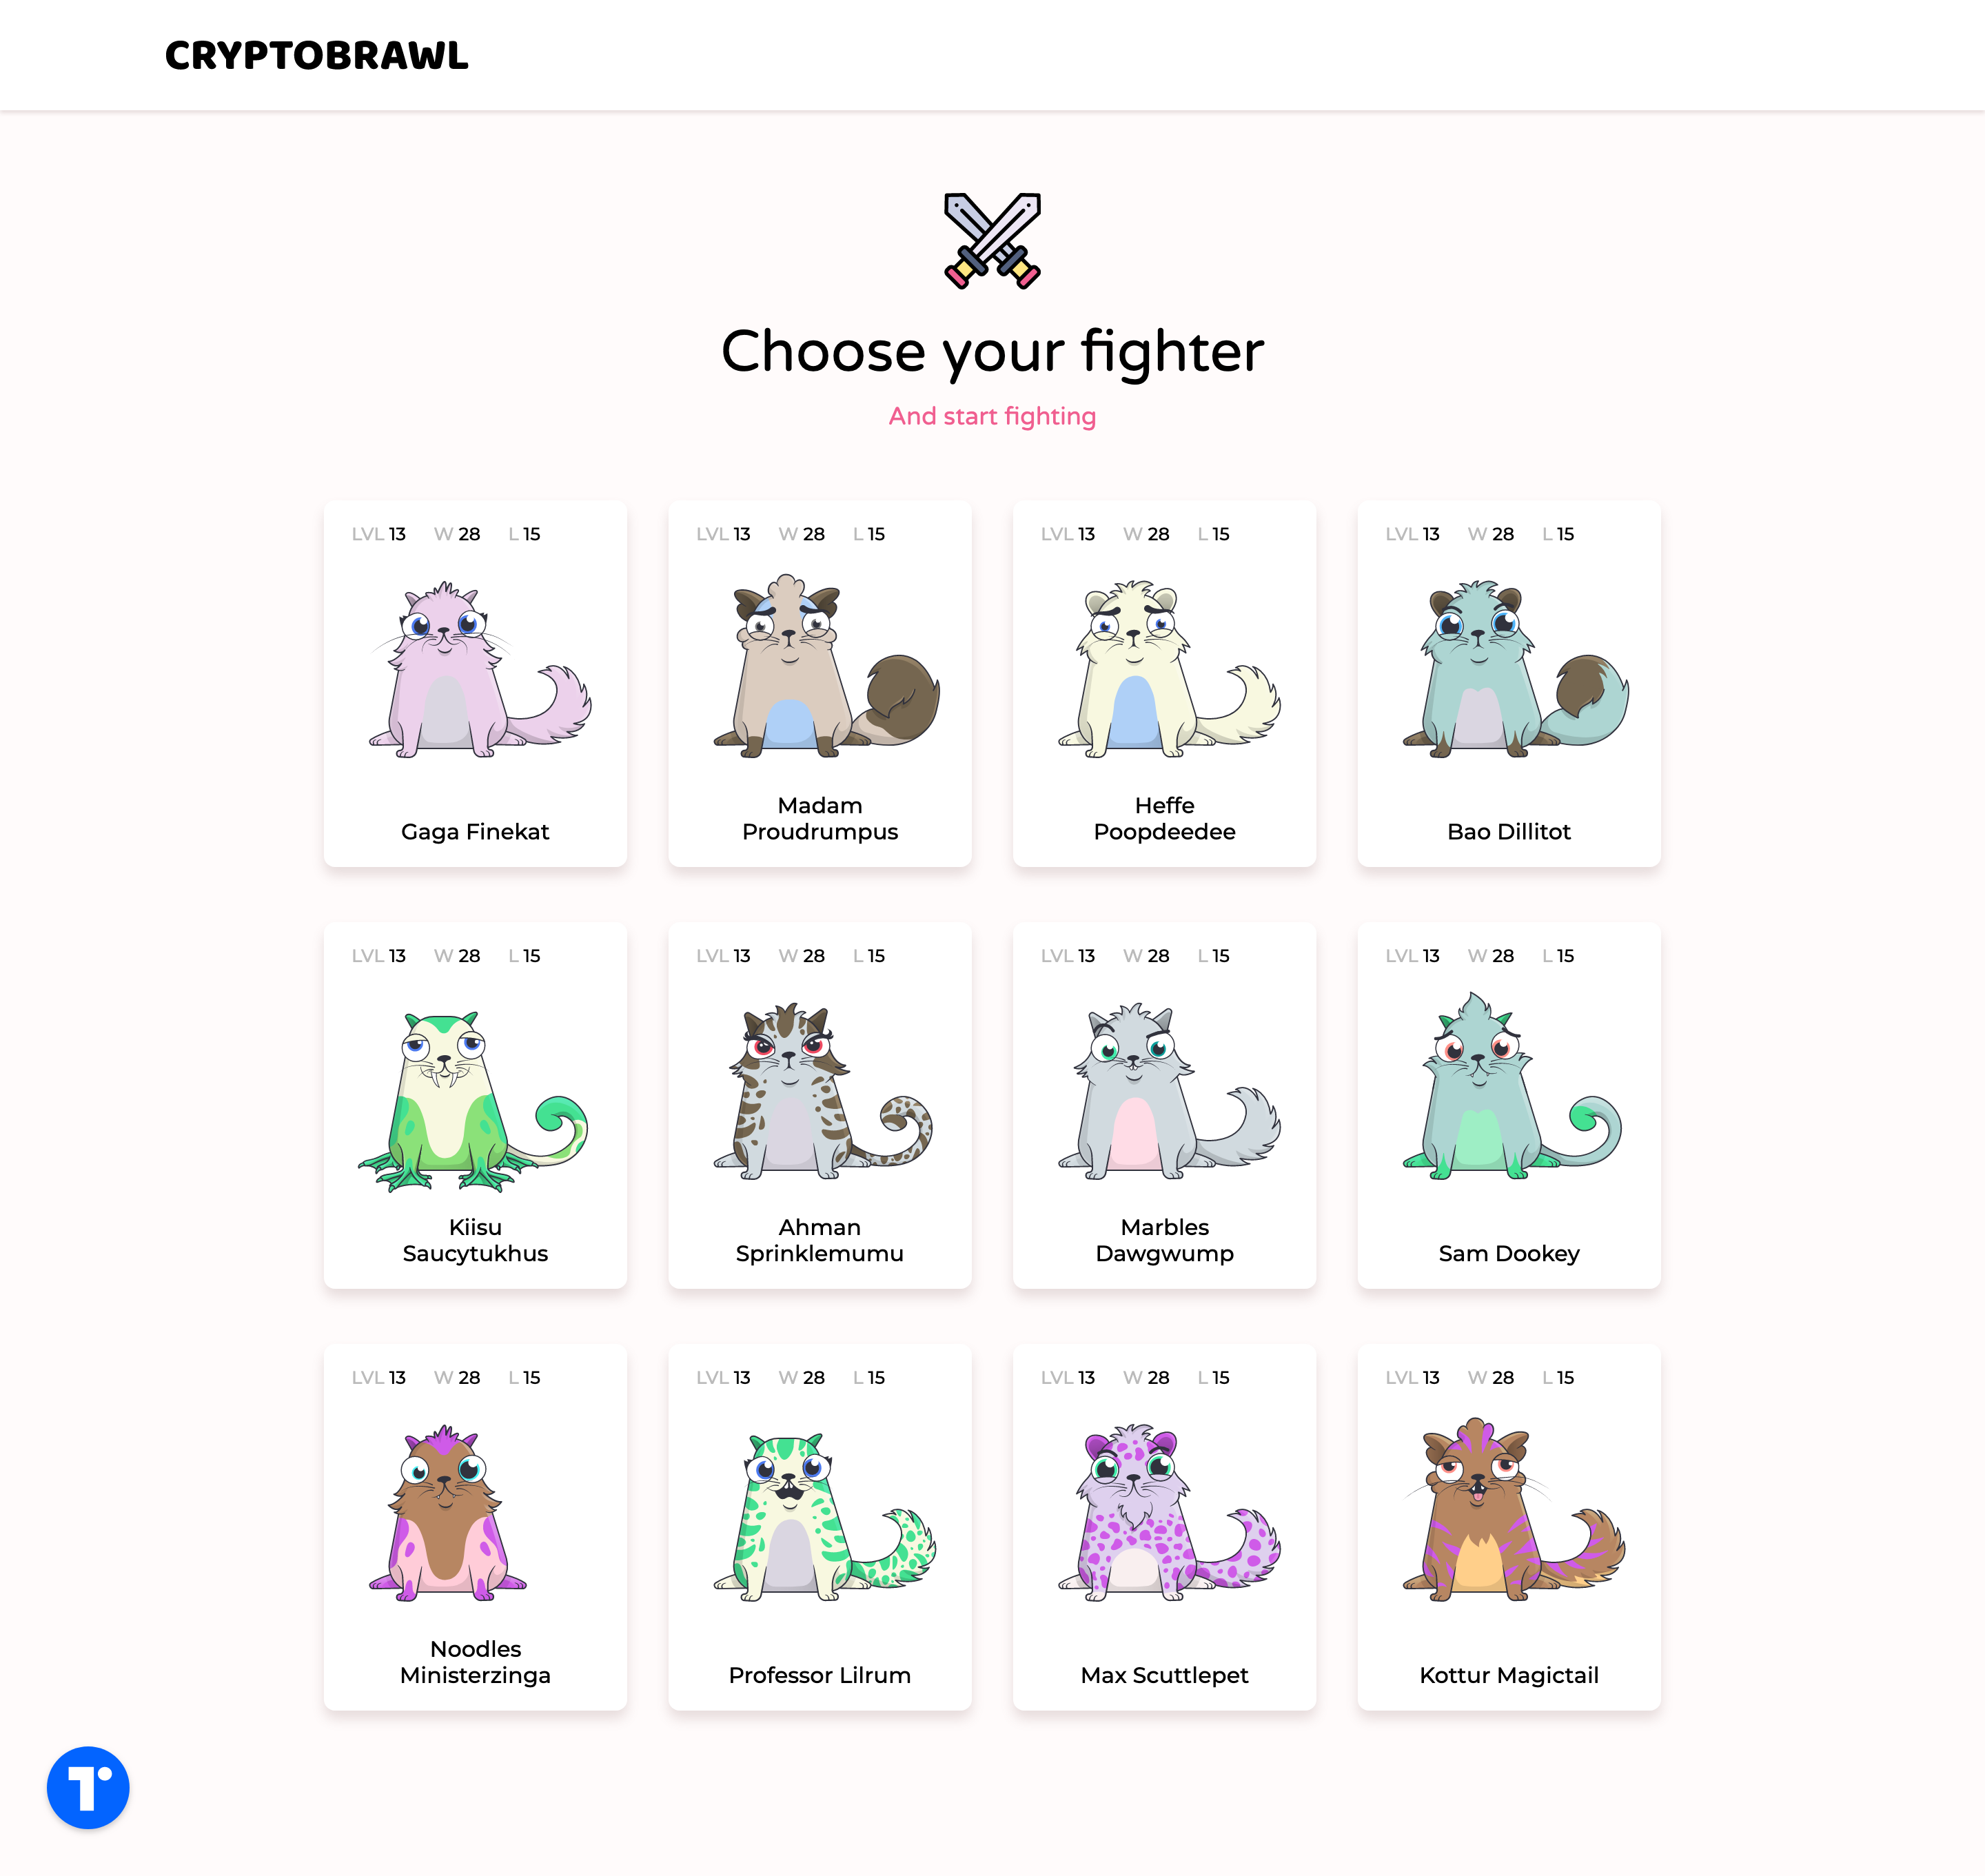 CRYPTOBRAWL
Choose your fighter
And start fighting
LVL 13 W 28 L 15
Gaga Finekat
LVL 13 W 28 L 15
Madam
Proudrumpus
LVL 13 W 28 L 15
Heffe
Poopdeedee
LVL 13 W 28 L 15
Bao Dillitot
LVL 13 W 28 L 15
Kiisu
Saucytukhus
LVL 13 W 28 L 15
Ahman
Sprinklemumu
LVL 13 W 28 L 15
Marbles
Dawgwump
LVL 13 W 28 L 15
Sam Dookey
LVL 13 W 28 L 15
Noodles
Ministerzinga
LVL 13 W 28 L 15
Professor Lilrum
LVL 13 W 28 L 15
Max Scuttlepet
LVL 13 W 28 L 15
Kottur Magictail